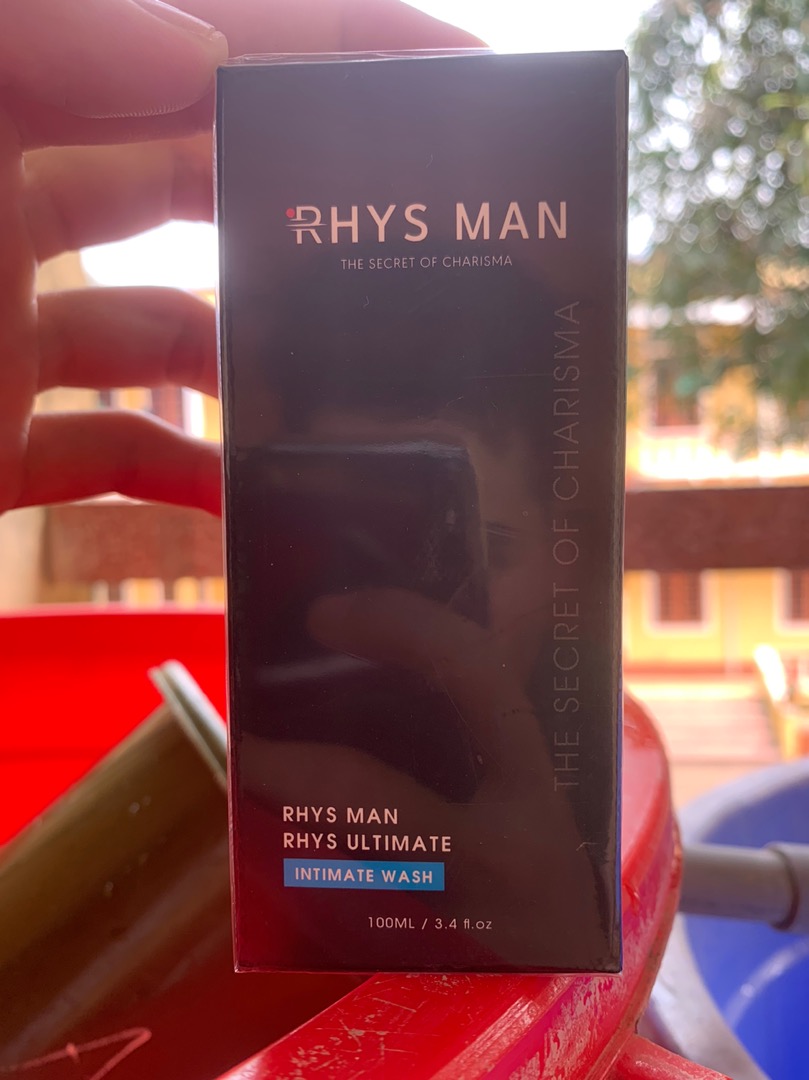 RHYS MAN
THE SECRET OF CHARISMA
THE SECRET OF CHARISMA
RHYS MAN
RHYS ULTIMATE
INTIMATE WASH
100ML / 3.4 fl.oz